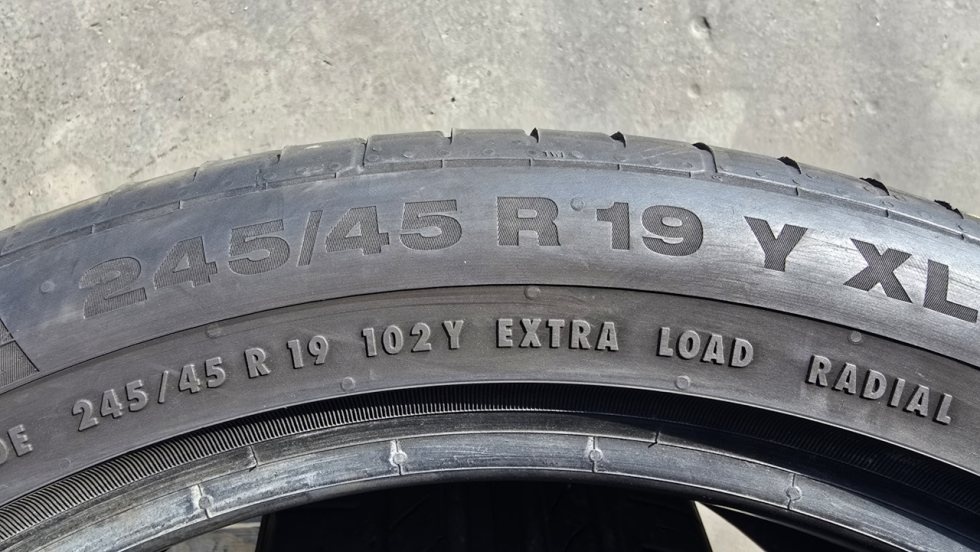 245/45 R 19 Y XL
245/45 R 19 102Y EXTRA LOAD RADIAL